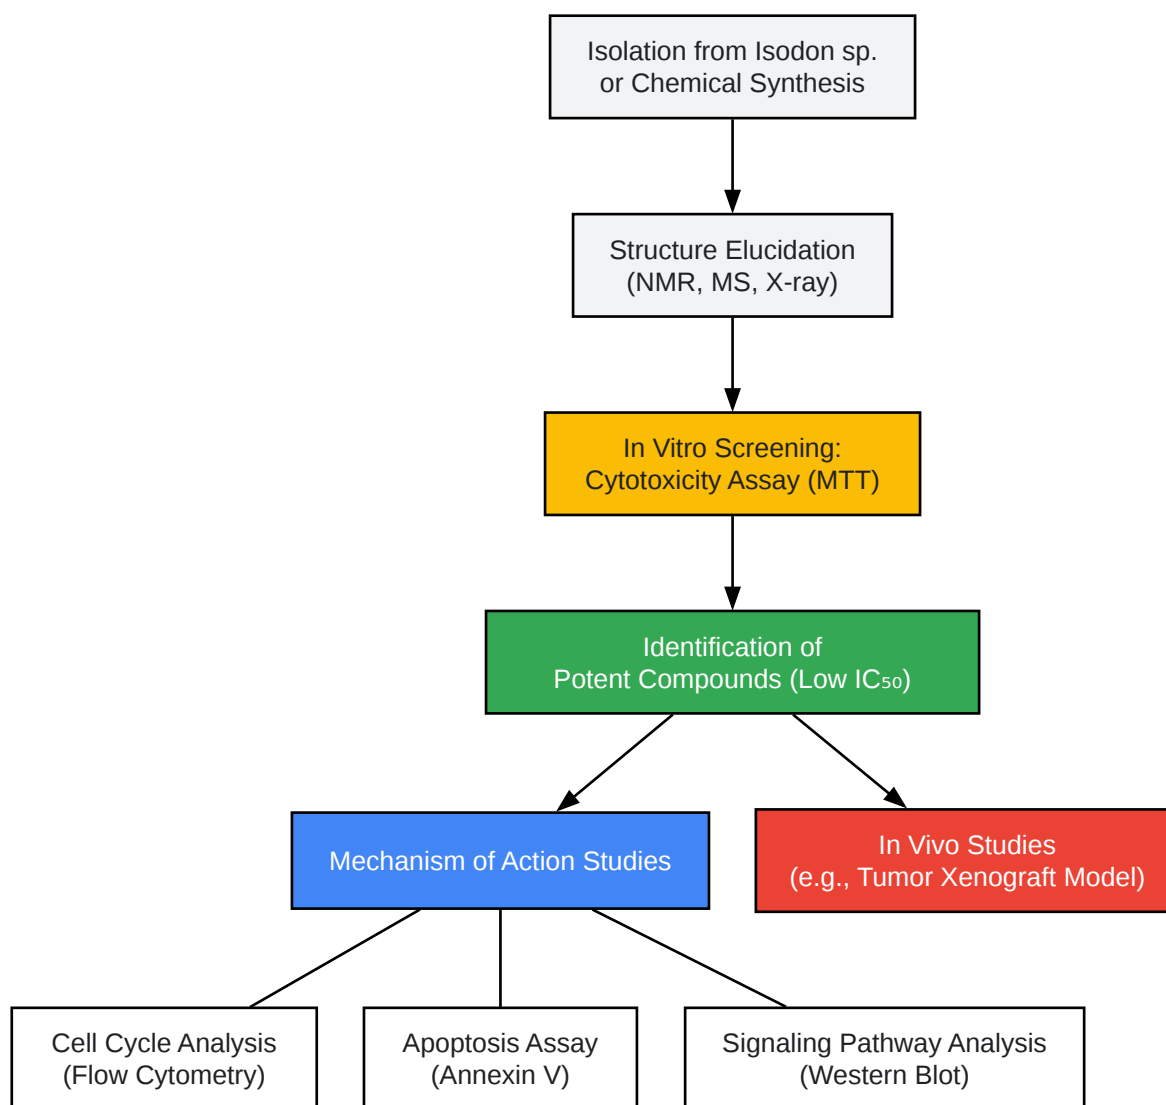 Isolation from Isodon sp.
or Chemical Synthesis
Structure Elucidation
(NMR, MS, X-ray)
In Vitro Screening:
Cytotoxicity Assay (MTT)
Identification of
Potent Compounds (Low IC₅₀)
Mechanism of Action Studies
In Vivo Studies
(e.g., Tumor Xenograft Model)
Cell Cycle Analysis
(Flow Cytometry)
Apoptosis Assay
(Annexin V)
Signaling Pathway Analysis
(Western Blot)